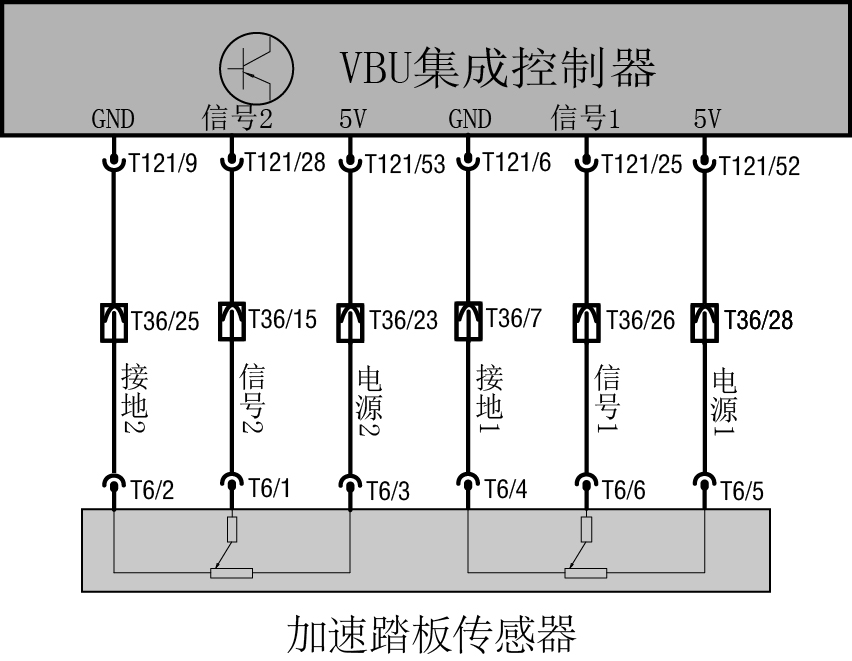 VBU集成控制器
GND 信号2 5V GND 信号1 5V
T121/9 T121/28 T121/53 T121/6 T121/25 T121/52
T36/25 T36/15 T36/23 T36/7 T36/26 T36/28
接地2 信号2 电源2 接地1 信号1 电源1
T6/2 T6/1 T6/3 T6/4 T6/6 T6/5
加速踏板传感器